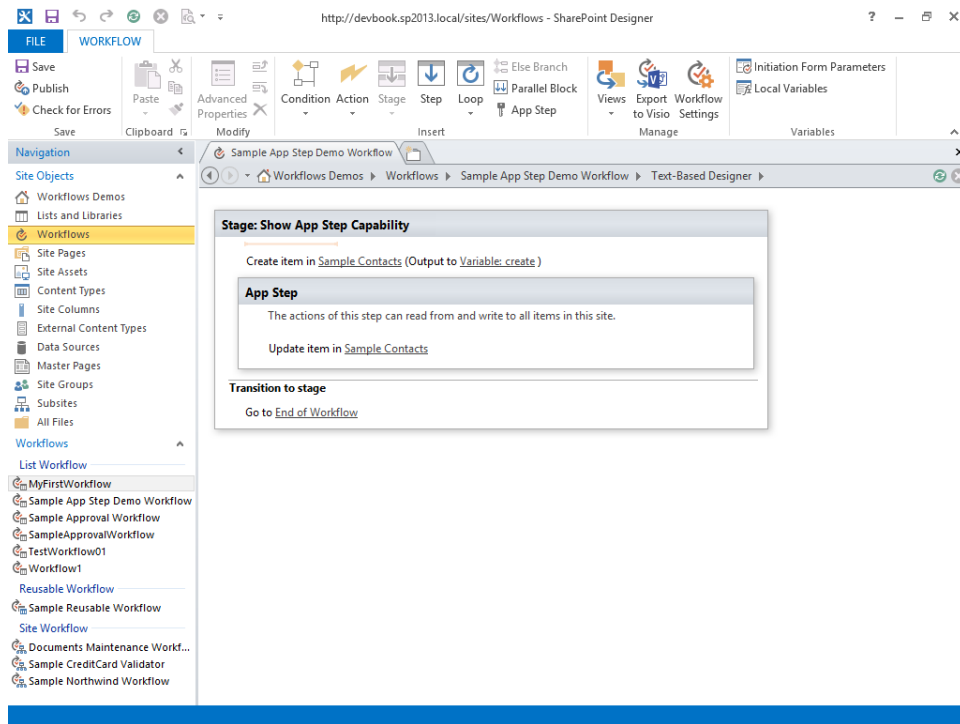 http://devbook.sp2013.local/sites/Workflows - SharePoint Designer
?
FILE WORKFLOW
Save
Publish
Check for Errors
Save
Paste
Clipboard
Advanced Properties
Modify
Condition Action Stage Step Loop
Else Branch
Parallel Block
App Step
Insert
Views Export to Visio Workflow Settings
Manage
Initiation Form Parameters
Local Variables
Variables
Navigation
Site Objects
Workflows Demos
Lists and Libraries
Workflows
Site Pages
Site Assets
Content Types
Site Columns
External Content Types
Data Sources
Master Pages
Site Groups
Subsites
All Files
Workflows
List Workflow
MyFirstWorkflow
Sample App Step Demo Workflow
Sample Approval Workflow
SampleApprovalWorkflow
TestWorkflow01
Workflow1
Reusable Workflow
Sample Reusable Workflow
Site Workflow
Documents Maintenance Workf...
Sample CreditCard Validator
Sample Northwind Workflow
Sample App Step Demo Workflow
Workflows Demos Workflows Sample App Step Demo Workflow Text-Based Designer
Stage: Show App Step Capability
Create item in Sample Contacts (Output to Variable: create )
App Step
The actions of this step can read from and write to all items in this site.
Update item in Sample Contacts
Transition to stage
Go to End of Workflow